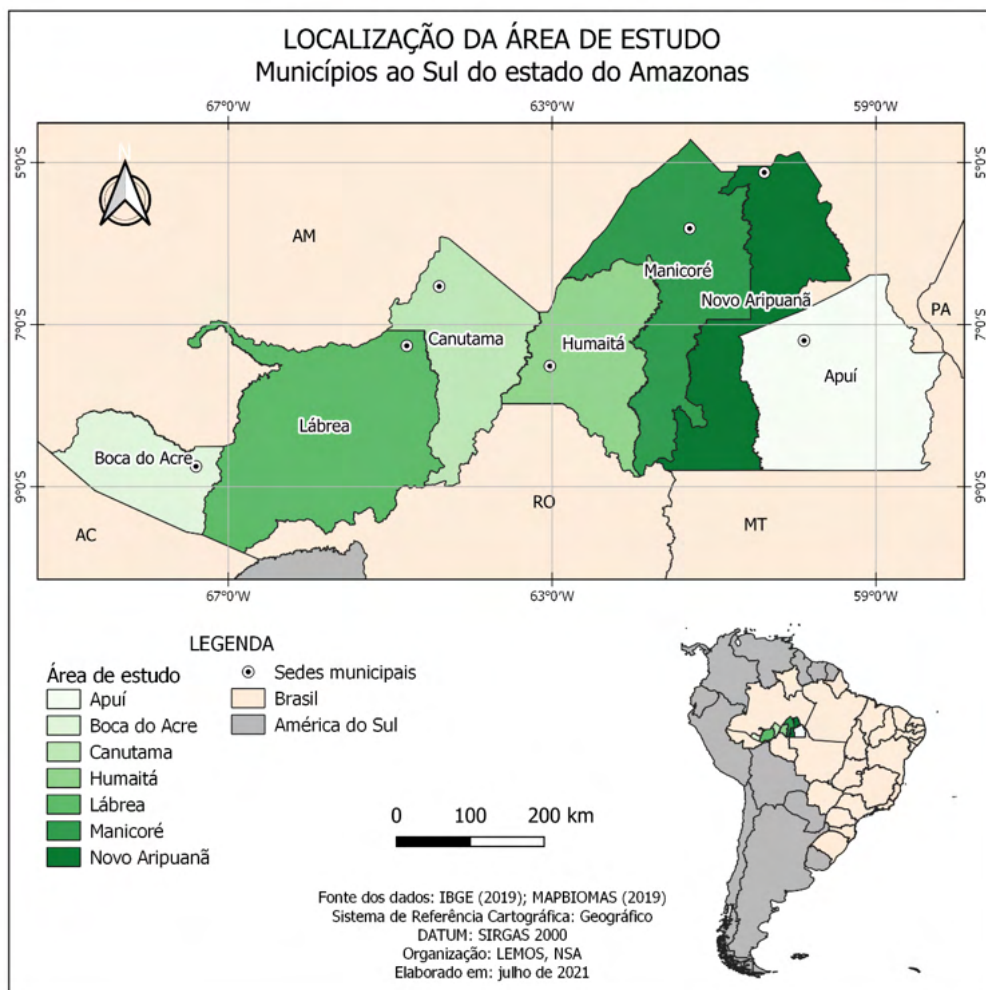 LOCALIZAÇÃO DA ÁREA DE ESTUDO
Municípios ao Sul do estado do Amazonas
67°0'W 63°0'W 59°0'W
5°0'S 5°0'S
N
AM
Manicoré
Novo Aripuanã
PA
7°0'S 7°0'S
Canutama
Humaitá
Apuí
Lábrea
Boca do Acre
9°0'S 9°0'S
RO
MT
AC
67°0'W 63°0'W 59°0'W
LEGENDA
Área de estudo
Apuí
Boca do Acre
Canutama
Humaitá
Lábrea
Manicoré
Novo Aripuanã
Sedes municipais
Brasil
América do Sul
0 100 200 km
Fonte dos dados: IBGE (2019); MAPBIOMAS (2019)
Sistema de Referência Cartográfica: Geográfico
DATUM: SIRGAS 2000
Organização: LEMOS, NSA
Elaborado em: julho de 2021